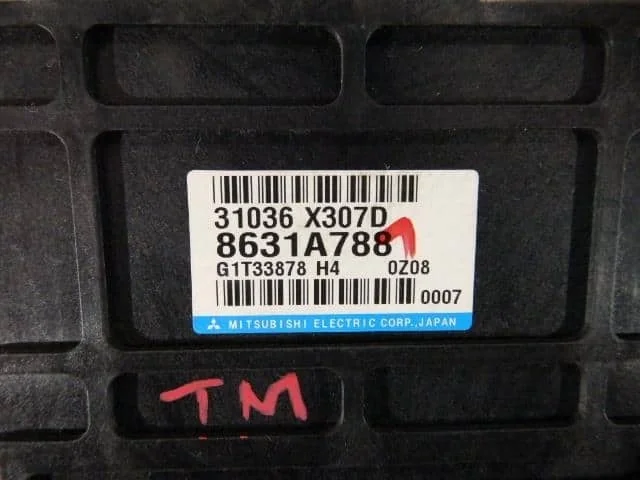 31036 X307D
8631A788
G1T33878 H4 0Z08
0007
MITSUBISHI ELECTRIC CORP., JAPAN
TM